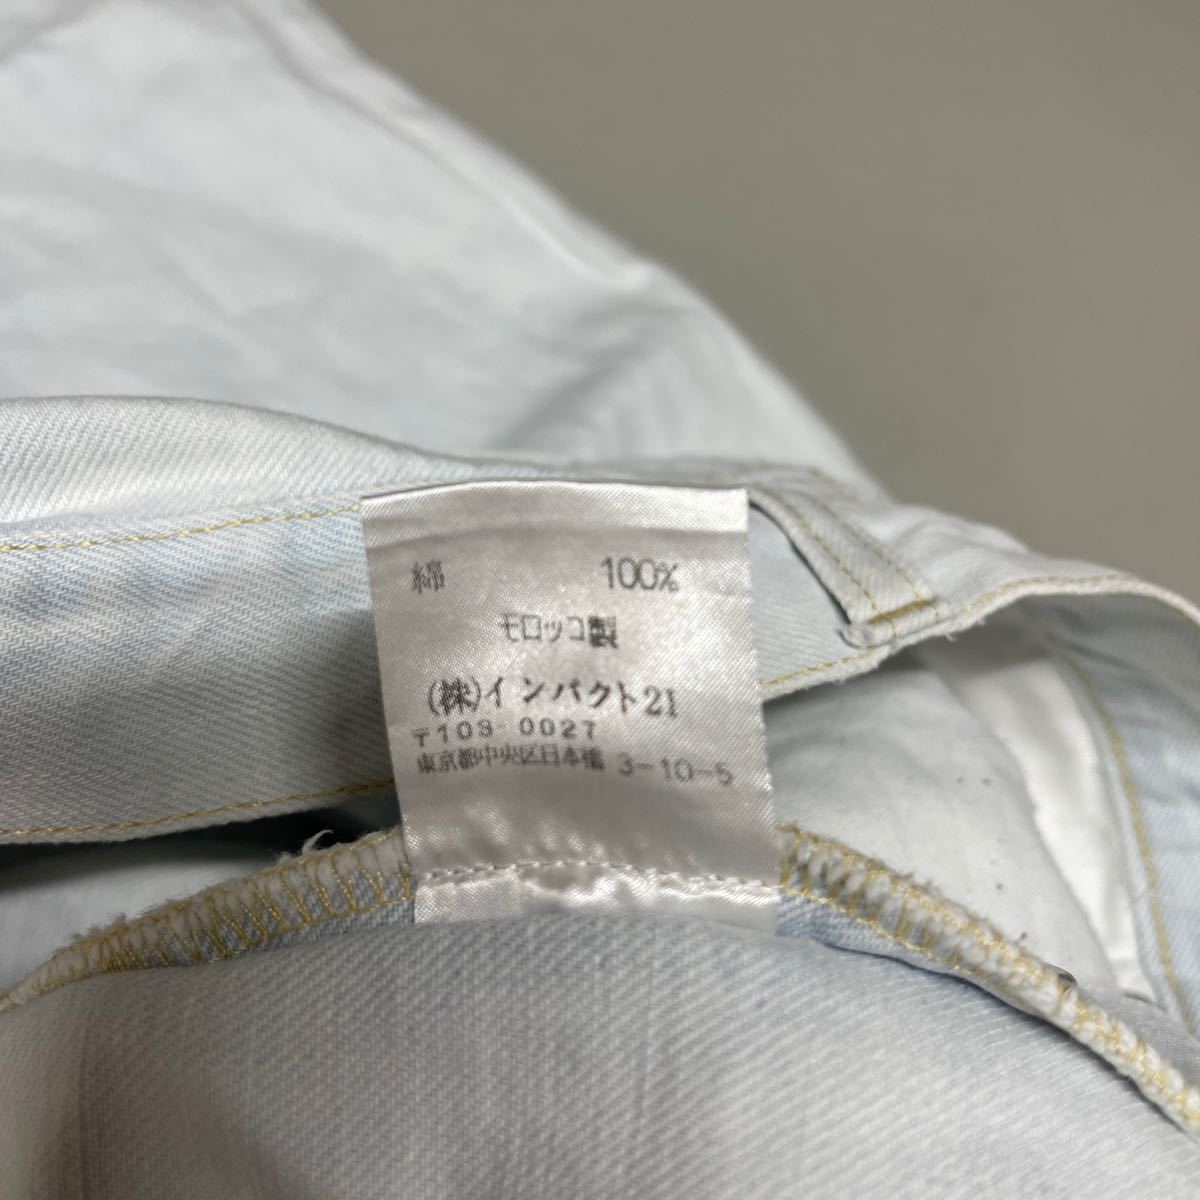 綿 100%
モロッコ製
(株)インパクト21
〒103-0027
東京都中央区日本橋 3-10-5